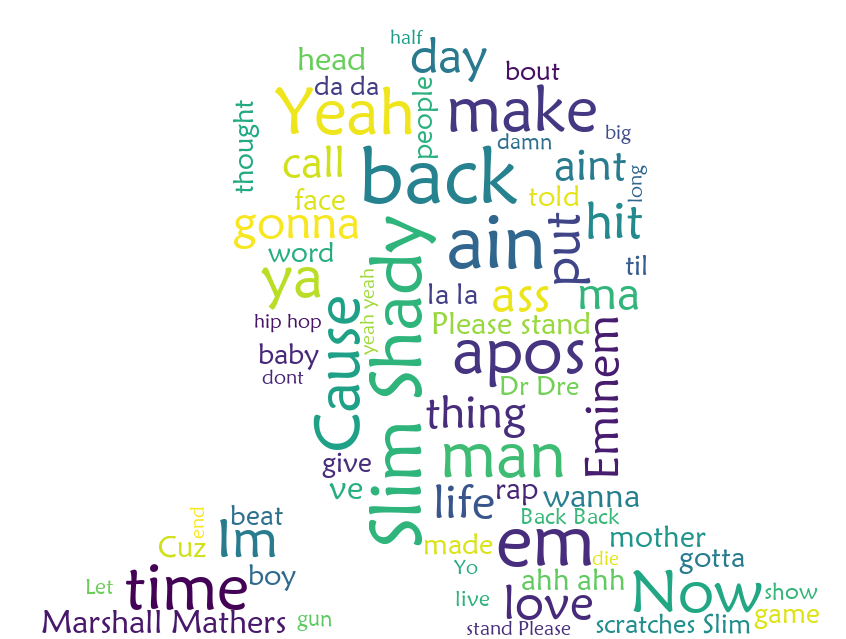 half
head
day
da da
bout
Yeah
people
make
thought
big
damn
call
back
aint
long
face
told
gonna
put
hit
word
ain
til
ya
Slim Shady
la la
ass
ma
yeah yeah
hip hop
Cause
Please stand
baby
apos
Eminem
dont
Dr Dre
thing
give
man
ve
life
rap
wanna
end
beat
Back Back
Cuz
Im
made
em
mother
die
gotta
Yo
Let
time
boy
ahh ahh
Now
show
live
love
game
Marshall Mathers
gun
stand Please
scratches Slim